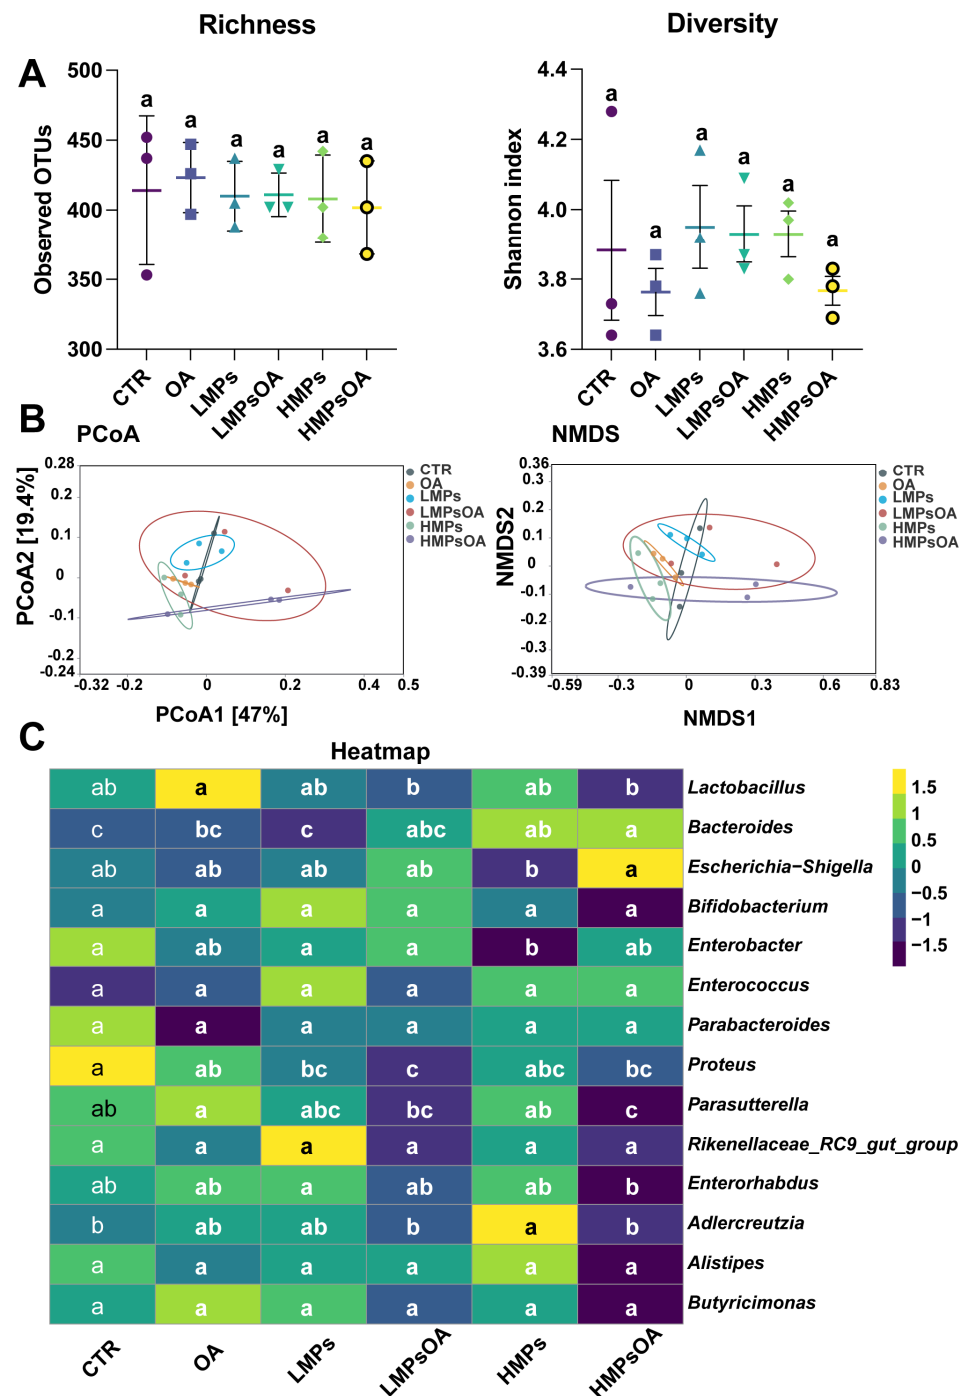 Richness
Diversity
A
500
450
400
350
300
Observed OTUs
a a a a a a
CTR OA LMPs LMPsOA HMPs HMPsOA
4.4
4.2
4.0
3.8
3.6
Shannon index
a a a a a a
CTR OA LMPs LMPsOA HMPs HMPsOA
B
PCoA
0.28
0.2
0.1
0
-0.1
-0.2
-0.24
PCoA2 [19.4%]
-0.32 -0.2 0 0.2 0.4 0.5
PCoA1 [47%]
CTR
OA
LMPs
LMPsOA
HMPs
HMPsOA
NMDS
0.36
0.3
0.2
0.1
0
-0.1
-0.2
-0.3
-0.39
NMDS2
-0.59 -0.3 0 0.3 0.6 0.83
NMDS1
CTR
OA
LMPs
LMPsOA
HMPs
HMPsOA
C
Heatmap
ab a ab b ab b Lactobacillus
c bc c abc ab a Bacteroides
ab ab ab ab b a Escherichia−Shigella
a a a a a a Bifidobacterium
a ab a a b ab Enterobacter
a a a a a a Enterococcus
a a a a a a Parabacteroides
a ab bc c abc bc Proteus
ab a abc bc ab c Parasutterella
a a a a a a Rikenellaceae_RC9_gut_group
ab ab a ab ab b Enterorhabdus
b ab ab b a b Adlercreutzia
a a a a a a Alistipes
a a a a a a Butyricimonas
CTR OA LMPs LMPsOA HMPs HMPsOA
1.5
1
0.5
0
−0.5
−1
−1.5